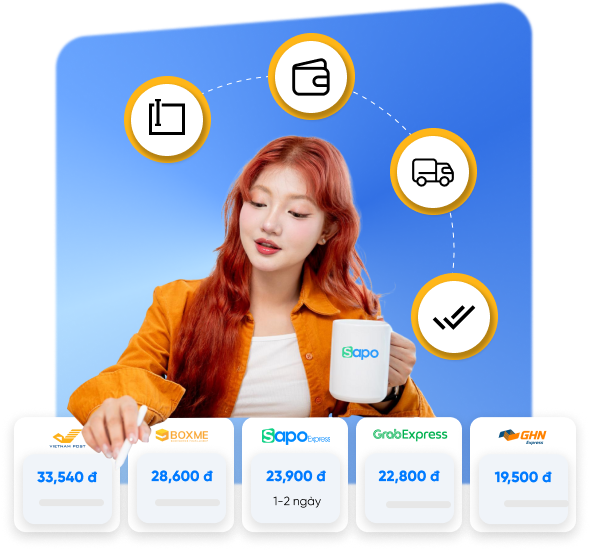 Sapo
VIETNAM POST
BOXME
Sapo Express
GrabExpress
GHN
Express
33,540 đ
28,600 đ
23,900 đ
22,800 đ
19,500 đ
1-2 ngày